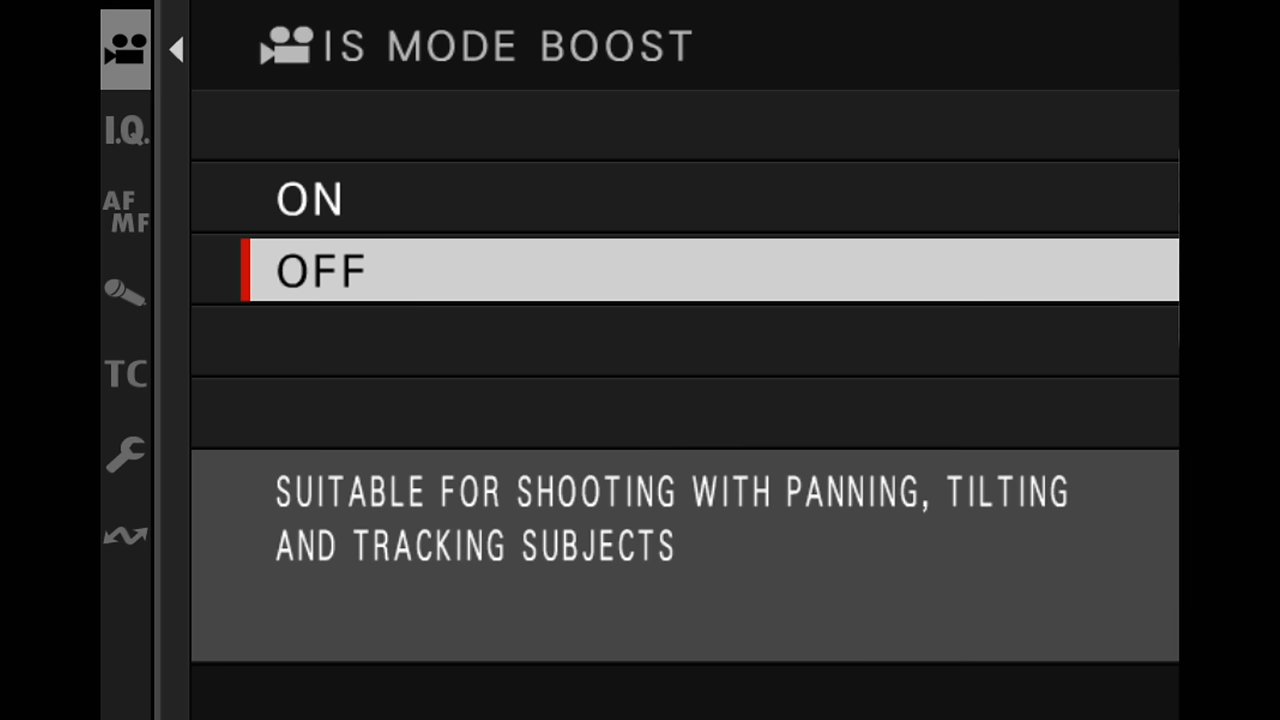 IS MODE BOOST
I.Q.
ON
AF
MF
OFF
TC
SUITABLE FOR SHOOTING WITH PANNING, TILTING
AND TRACKING SUBJECTS